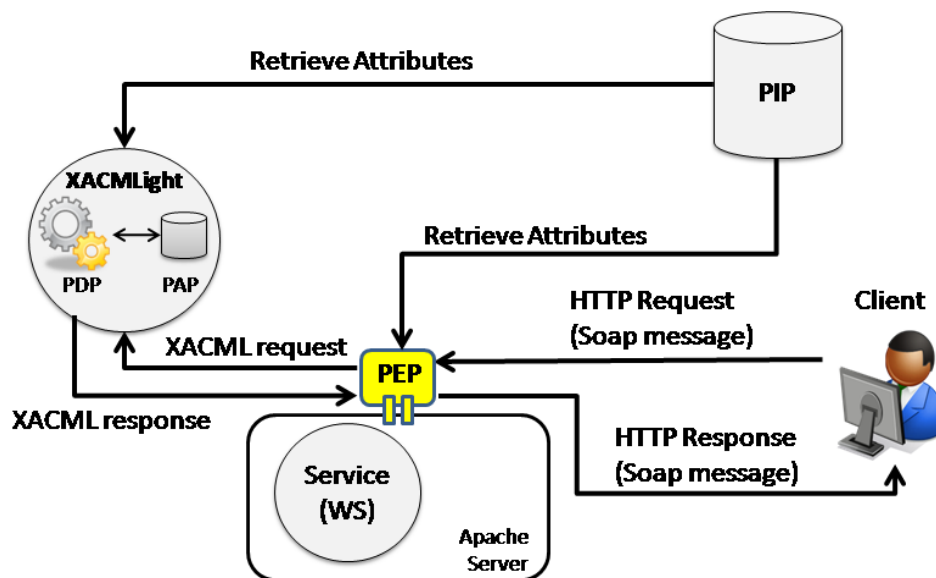 Retrieve Attributes
PIP
XACMLight
PDP
PAP
Retrieve Attributes
HTTP Request
(Soap message)
Client
XACML request
PEP
XACML response
HTTP Response
(Soap message)
Service
(WS)
Apache
Server